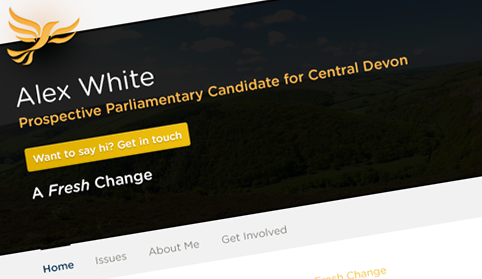 Alex White
Prospective Parliamentary Candidate for Central Devon
Want to say hi? Get in touch
A Fresh Change
Home
Issues
About Me
Get Involved
Fresh Change